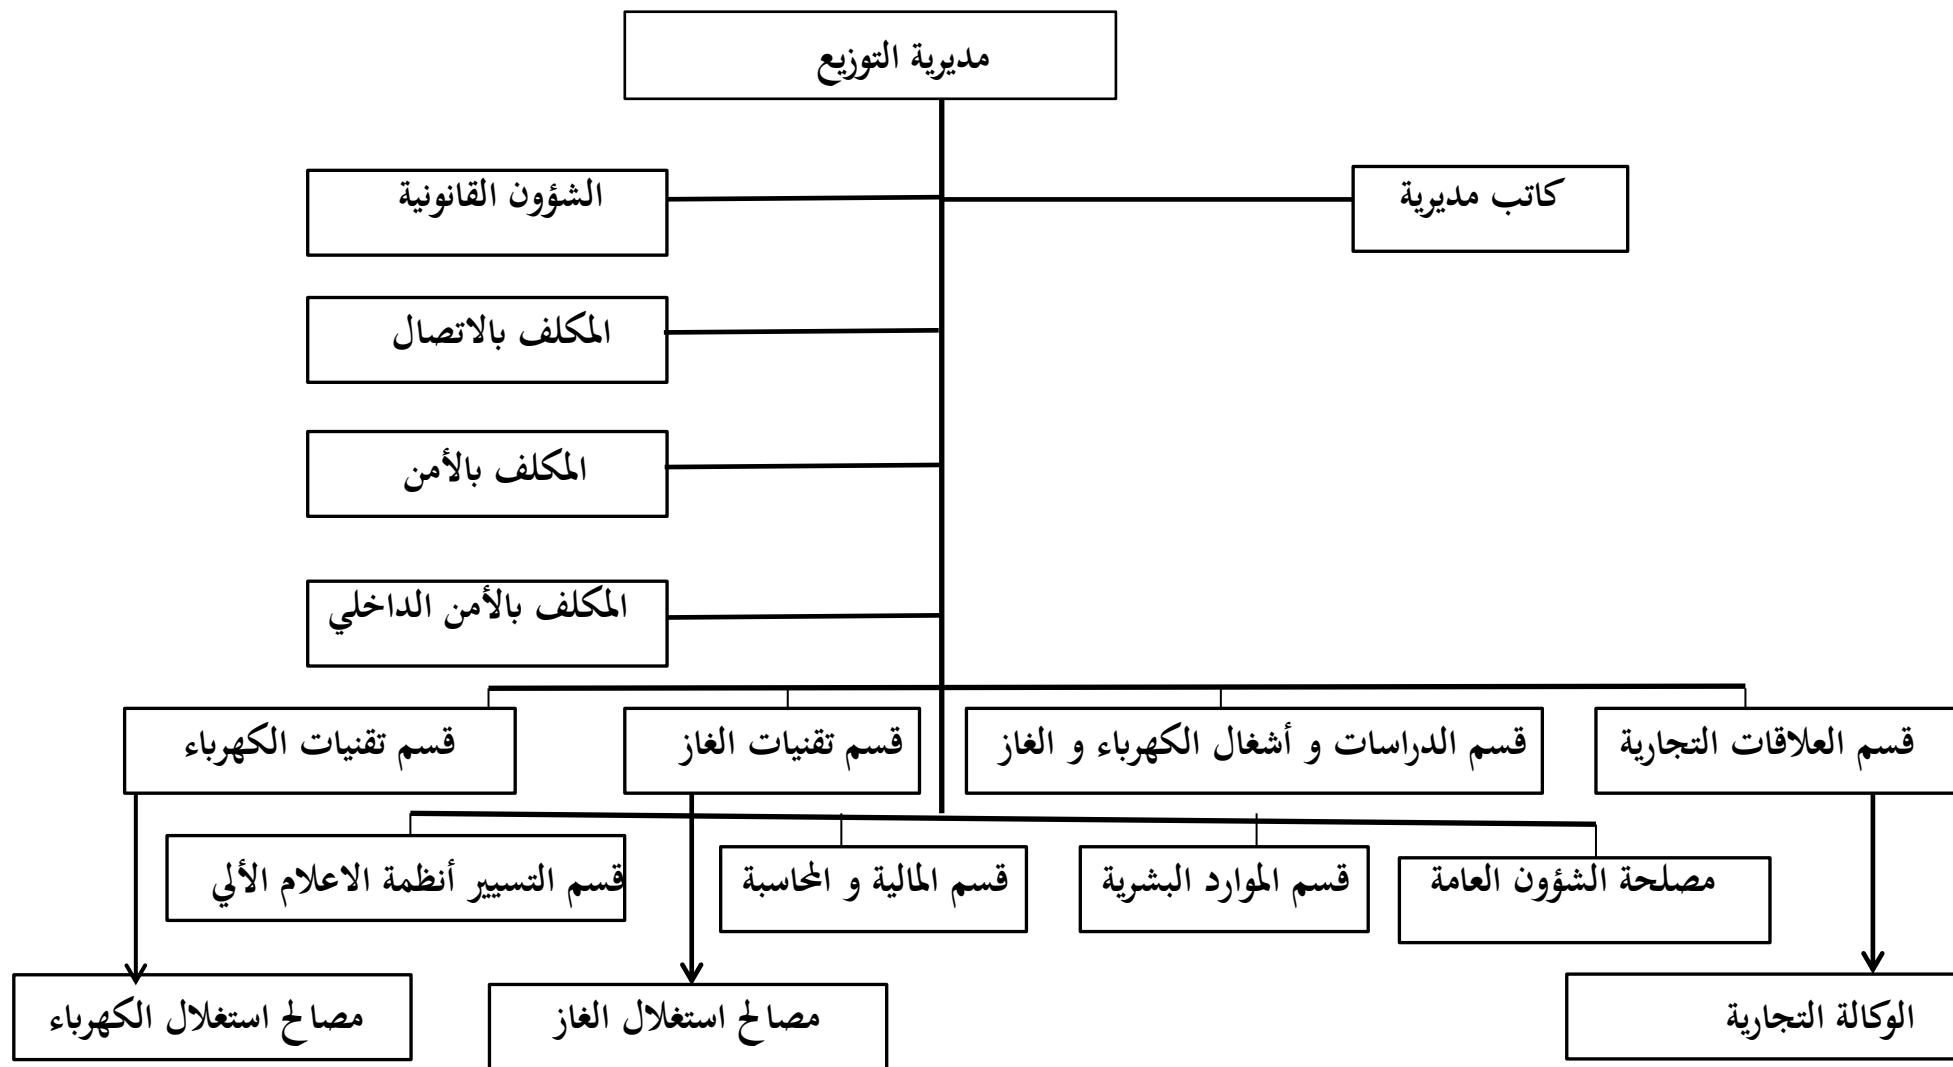 مديرية التوزيع
كاتب مديرية
الشؤون القانونية
المكلف بالاتصال
المكلف بالأمن
المكلف بالأمن الداخلي
قسم العلاقات التجارية
قسم الدراسات و أشغال الكهرباء و الغاز
قسم تقنيات الغاز
قسم تقنيات الكهرباء
مصلحة الشؤون العامة
قسم الموارد البشرية
قسم المالية و المحاسبة
قسم التسيير أنظمة الاعلام الألي
الوكالة التجارية
مصالح استغلال الغاز
مصالح استغلال الكهرباء